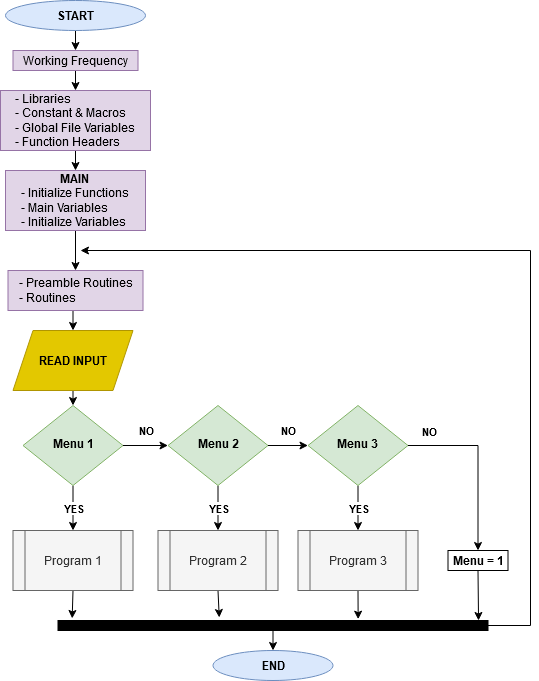 START
Working Frequency
- Libraries
- Constant & Macros
- Global File Variables
- Function Headers
MAIN
- Initialize Functions
- Main Variables
- Initialize Variables
- Preamble Routines
- Routines
READ INPUT
Menu 1
NO
Menu 2
NO
Menu 3
NO
YES
YES
YES
Program 1
Program 2
Program 3
Menu = 1
END